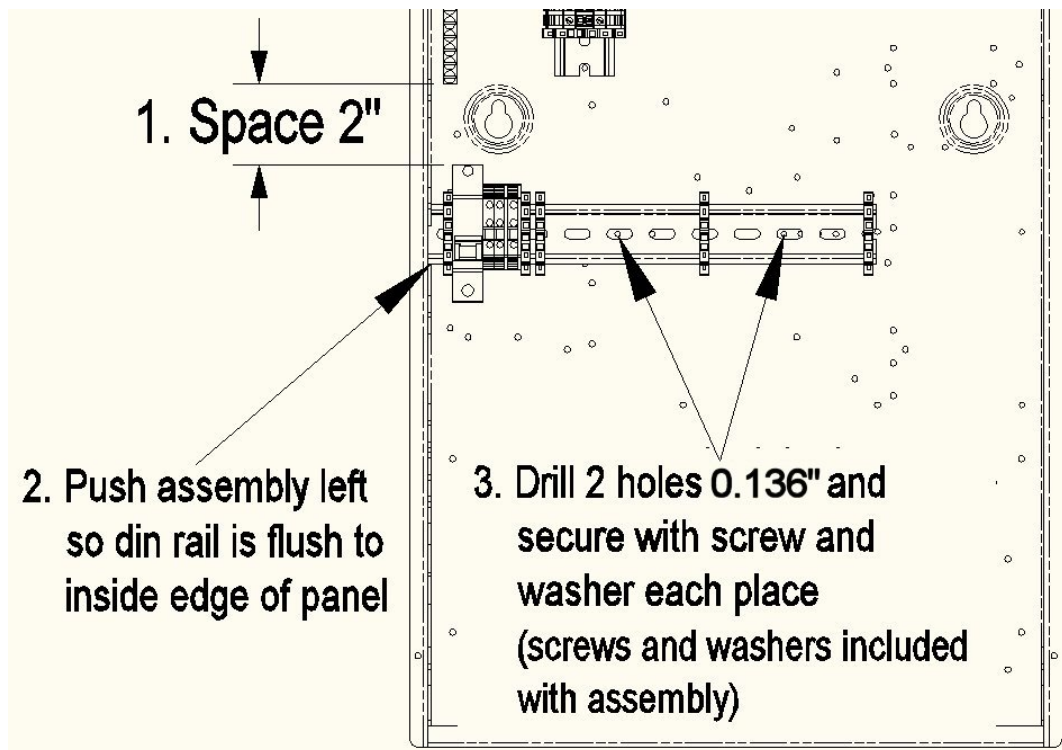 1. Space 2"
2. Push assembly left
so din rail is flush to
inside edge of panel
3. Drill 2 holes 0.136" and
secure with screw and
washer each place
(screws and washers included
with assembly)